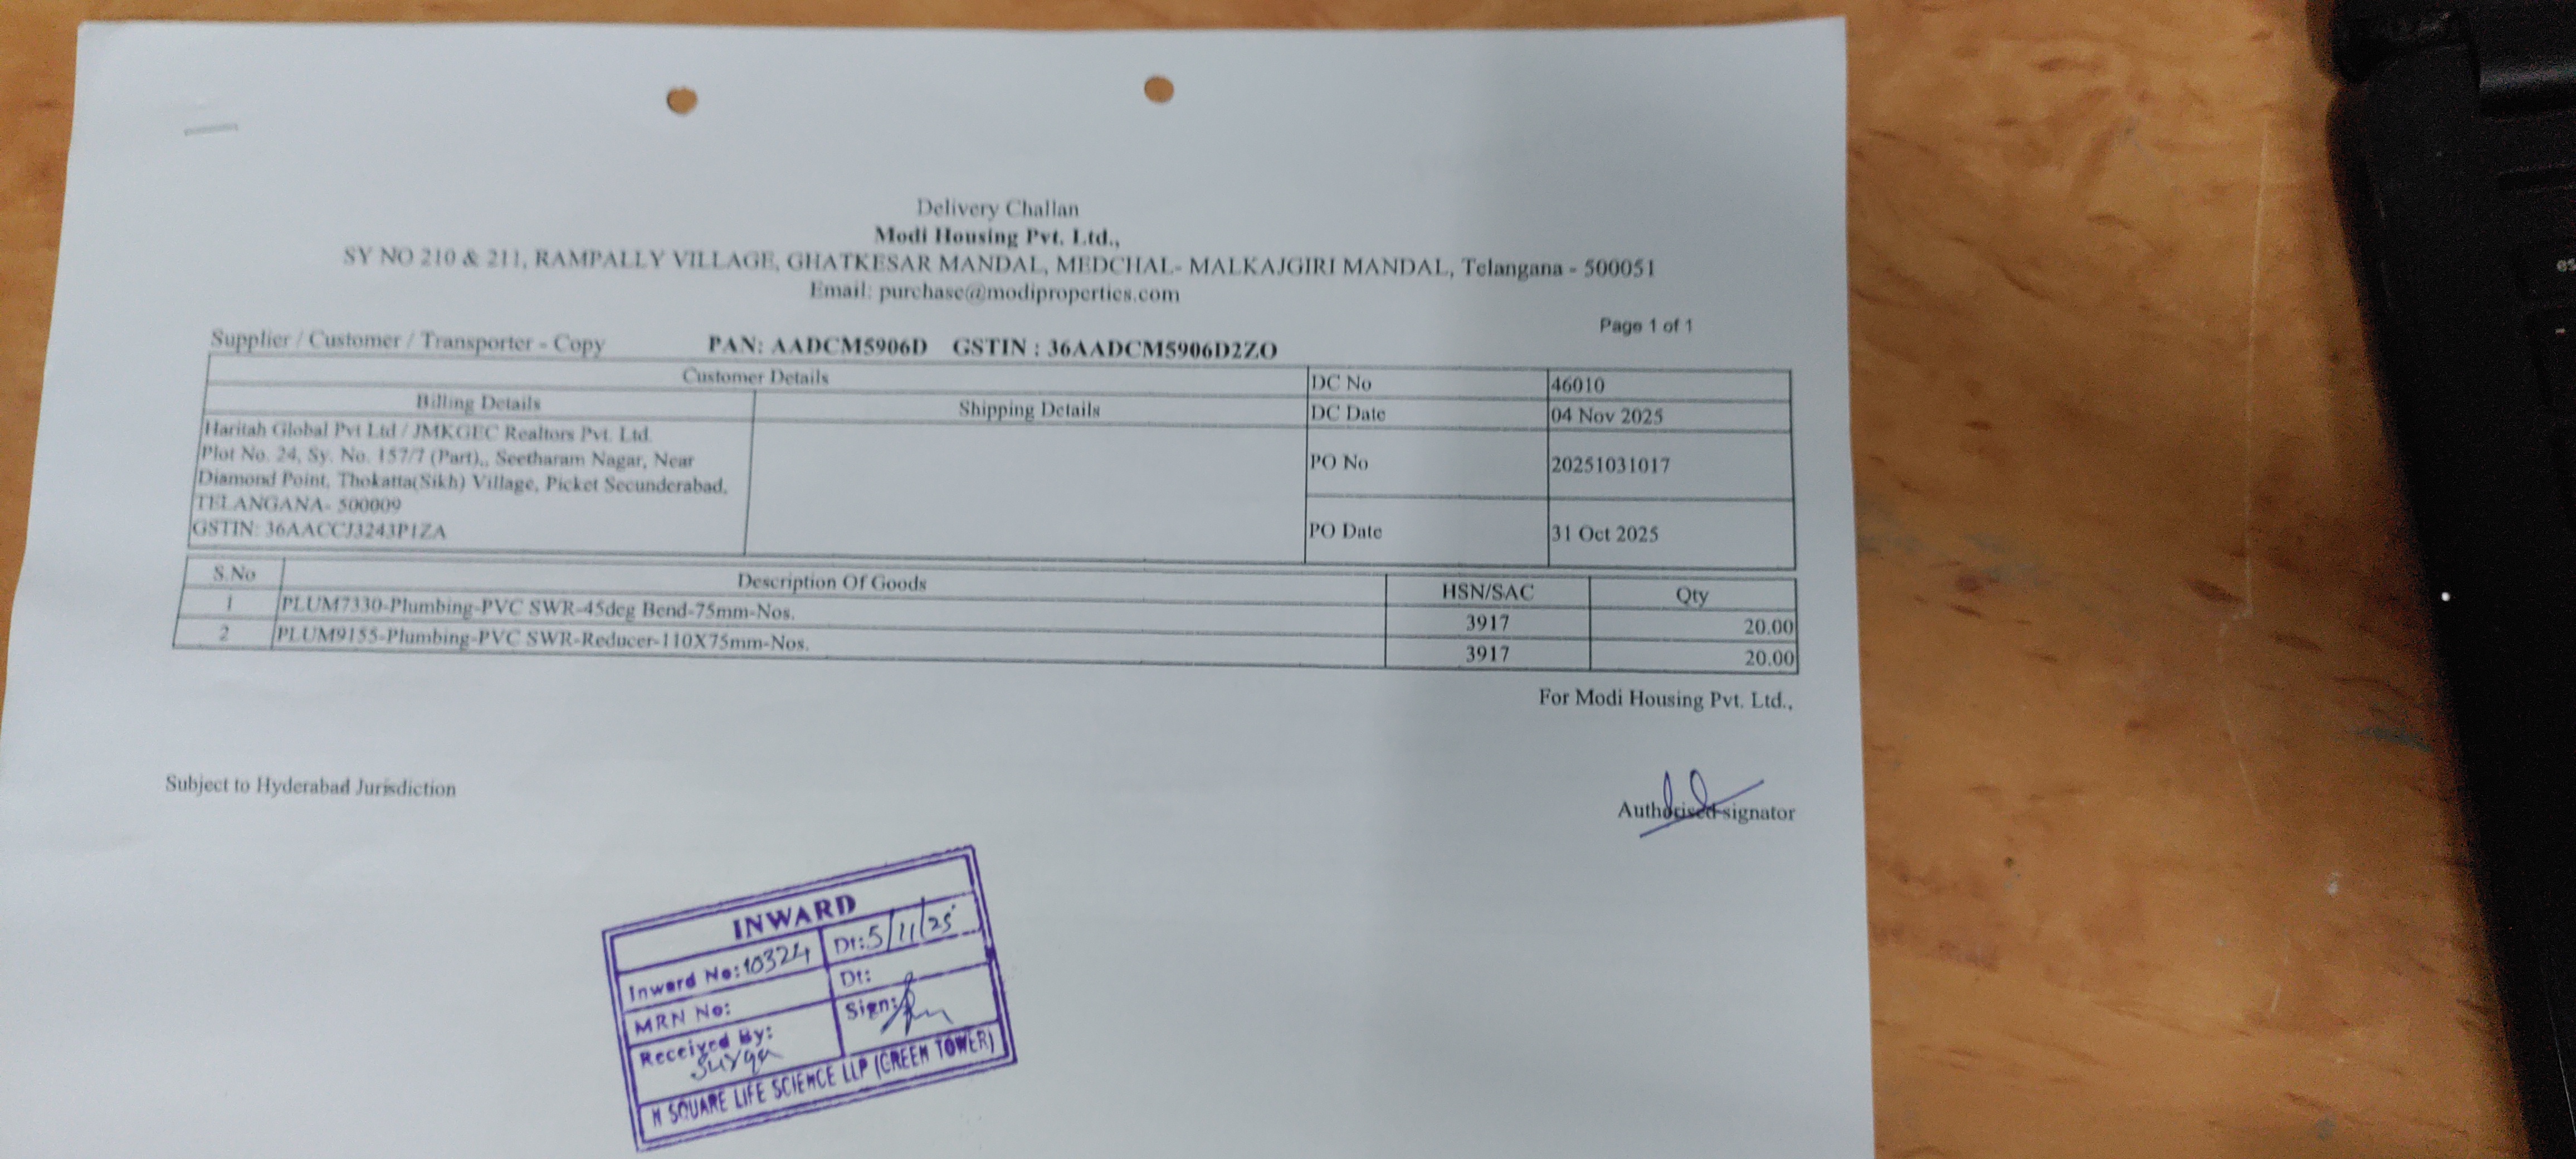 Delivery Challan
Modi Housing Pvt. Ltd.,
SY NO 210 & 211, RAMPALLY VILLAGE, GHATKESAR MANDAL, MEDCHAL- MALKAJGIRI MANDAL, Telangana - 500051
Email: purchase@modiproperties.com
Page 1 of 1
Supplier / Customer / Transporter - Copy PAN: AADCM5906D GSTIN : 36AADCM5906D2ZO
Customer Details
Billing Details
Shipping Details
Haritah Global Pvt Ltd / JMKGEC Realtors Pvt. Ltd.
Plot No. 24, Sy. No. 157/7 (Part),, Seetharam Nagar, Near
Diamond Point, Thokatta(Sikh) Village, Picket Secunderabad,
TELANGANA- 500009
GSTIN: 36AACCJ3243P1ZA
DC No 46010
DC Date 04 Nov 2025
PO No 20251031017
PO Date 31 Oct 2025
S.No Description Of Goods HSN/SAC Qty
1 PLUM7330-Plumbing-PVC SWR-45deg Bend-75mm-Nos. 3917 20.00
2 PLUM9155-Plumbing-PVC SWR-Reducer-110X75mm-Nos. 3917 20.00
For Modi Housing Pvt. Ltd.,
Subject to Hyderabad Jurisdiction
Authorised signator
INWARD
Inward No: 10324 Dt: 5/11/25
MRN No: Dt:
Received By: Surya Sign:
M SQUARE LIFE SCIENCE LLP (GREEN TOWER)